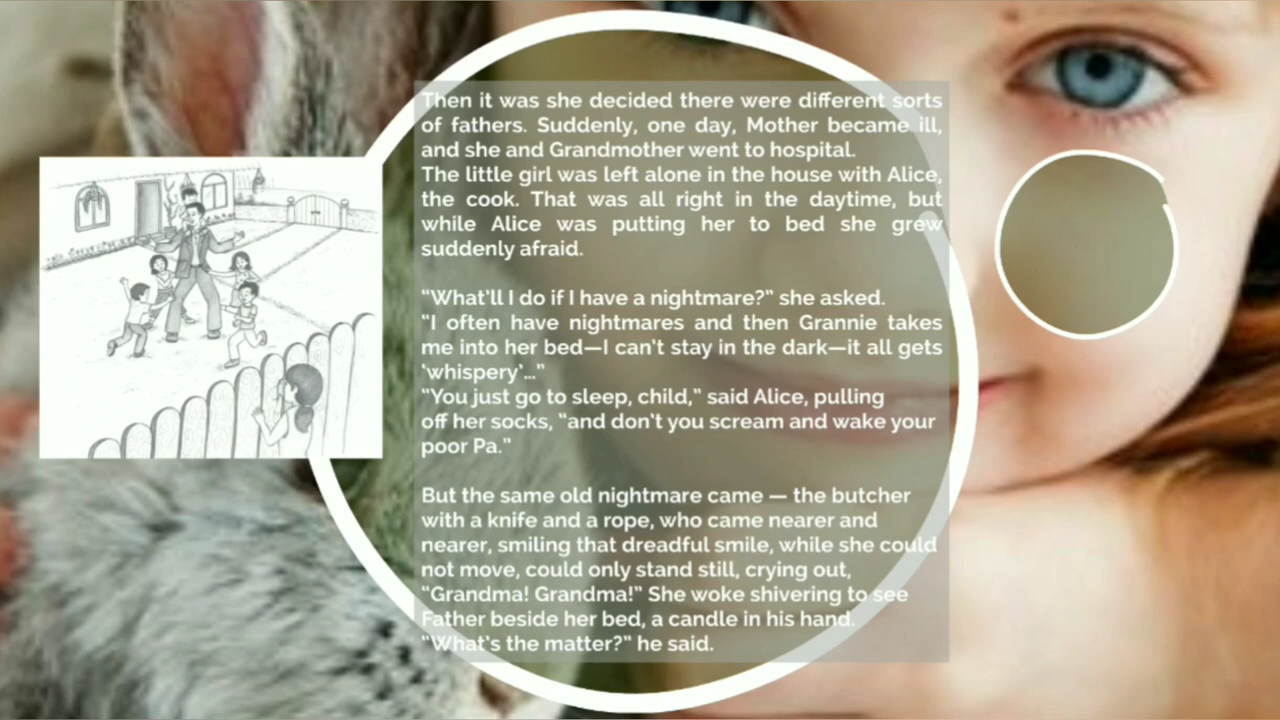 Then it was she decided there were different sorts
of fathers. Suddenly, one day, Mother became ill,
and she and Grandmother went to hospital.
The little girl was left alone in the house with Alice,
the cook. That was all right in the daytime, but
while Alice was putting her to bed she grew
suddenly afraid.
“What’ll I do if I have a nightmare?” she asked.
“I often have nightmares and then Grannie takes
me into her bed—I can’t stay in the dark—it all gets
‘whispery’…”
“You just go to sleep, child,” said Alice, pulling
off her socks, “and don’t you scream and wake your
poor Pa.”
But the same old nightmare came — the butcher
with a knife and a rope, who came nearer and
nearer, smiling that dreadful smile, while she could
not move, could only stand still, crying out,
“Grandma! Grandma!” She woke shivering to see
Father beside her bed, a candle in his hand.
“What’s the matter?” he said.